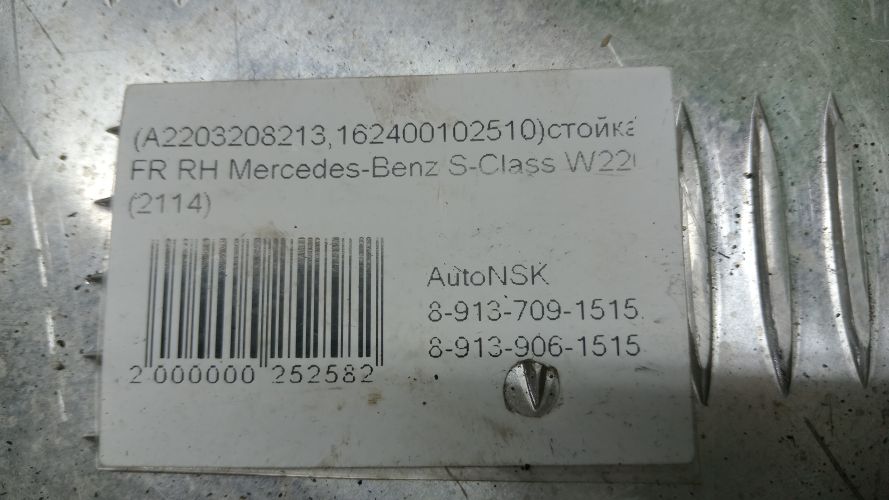 (A2203208213,162400102510)стойка
FR RH Mercedes-Benz S-Class W220
(2114)
AutoNSK
8-913-709-1515
8-913-906-1515
2 000000 252582